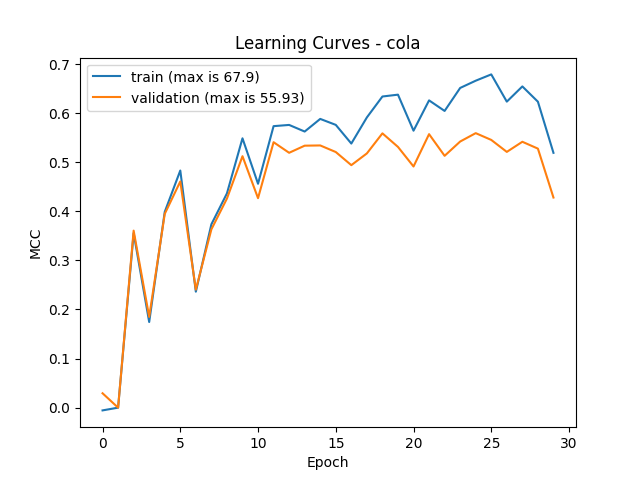 Learning Curves - cola
train (max is 67.9)
validation (max is 55.93)
MCC
0.7
0.6
0.5
0.4
0.3
0.2
0.1
0.0
0 5 10 15 20 25 30
Epoch